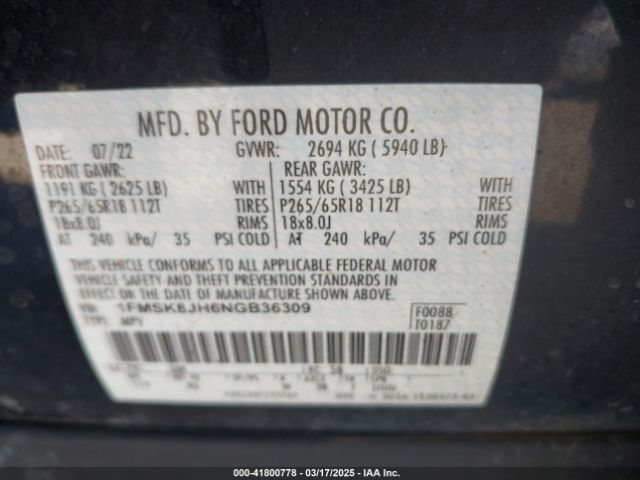 MFD. BY FORD MOTOR CO.
DATE: 07/22 GVWR: 2694 KG ( 5940 LB)
FRONT GAWR: REAR GAWR:
1191 KG ( 2625 LB) WITH 1554 KG ( 3425 LB) WITH
P265/65R18 112T TIRES P265/65R18 112T TIRES
18x8.0J RIMS 18x8.0J RIMS
AT 240 kPa/ 35 PSI COLD AT 240 kPa/ 35 PSI COLD
THIS VEHICLE CONFORMS TO ALL APPLICABLE FEDERAL MOTOR
VEHICLE SAFETY AND THEFT PREVENTION STANDARDS IN
EFFECT ON THE DATE OF MANUFACTURE SHOWN ABOVE.
VIN: 1FMSK8JH6NGB36309 F0088
TYPE: MPV T0187
000-41800778 - 03/17/2025 - IAAI CORP.